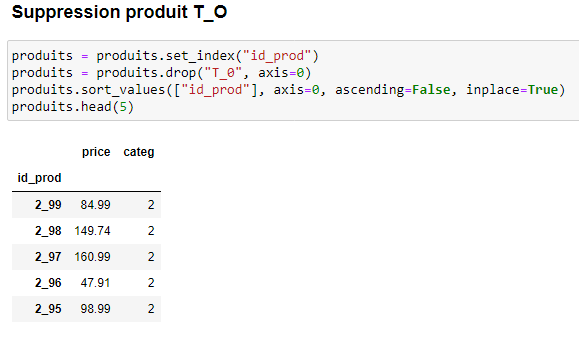 Suppression produit T_O
produits = produits.set_index("id_prod")
produits = produits.drop("T_0", axis=0)
produits.sort_values(["id_prod"], axis=0, ascending=False, inplace=True)
produits.head(5)
price categ
id_prod
2_99 84.99 2
2_98 149.74 2
2_97 160.99 2
2_96 47.91 2
2_95 98.99 2